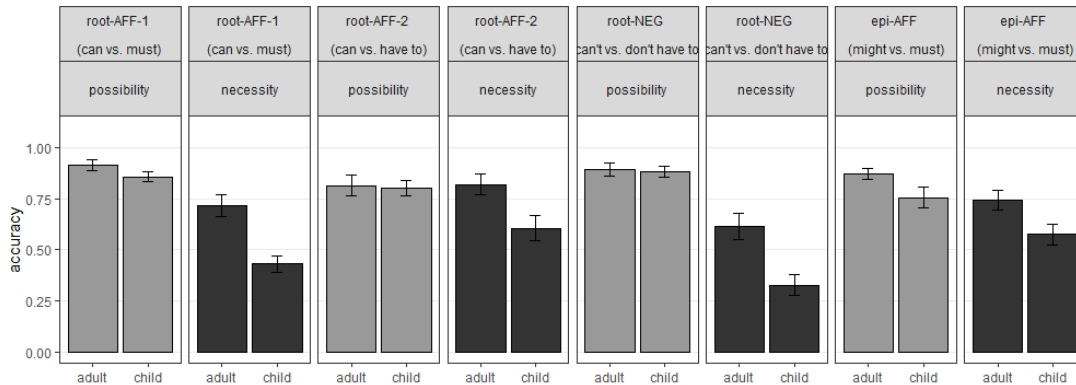 root-AFF-1
(can vs. must)
possibility
root-AFF-1
(can vs. must)
necessity
root-AFF-2
(can vs. have to)
possibility
root-AFF-2
(can vs. have to)
necessity
root-NEG
can't vs. don't have to
possibility
root-NEG
can't vs. don't have to
necessity
epi-AFF
(might vs. must)
possibility
epi-AFF
(might vs. must)
necessity
accuracy
1.00
0.75
0.50
0.25
0.00
adult child
adult child
adult child
adult child
adult child
adult child
adult child
adult child